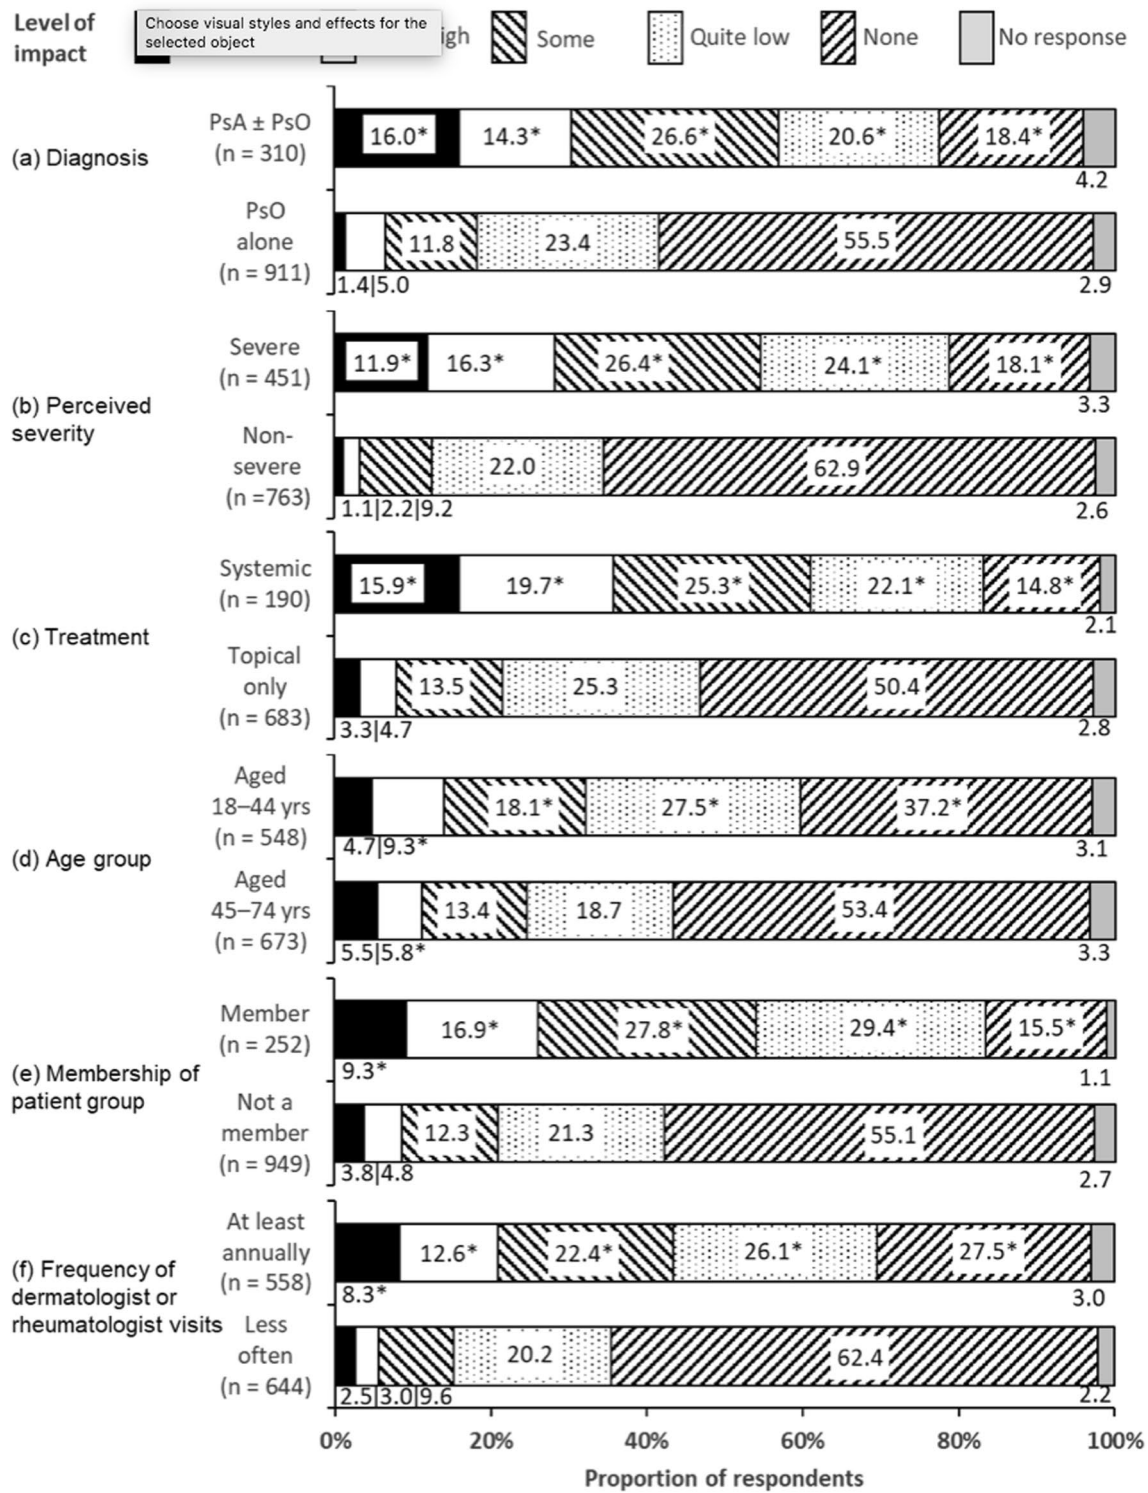 Level of impact
Choose visual styles and effects for the
selected object
igh
Some
Quite low
None
No response
(a) Diagnosis
PsA ± PsO
(n = 310)
16.0*
14.3*
26.6*
20.6*
18.4*
4.2
PsO
alone
(n = 911)
11.8
23.4
55.5
1.4|5.0
2.9
(b) Perceived
severity
Severe
(n = 451)
11.9*
16.3*
26.4*
24.1*
18.1*
3.3
Non-
severe
(n =763)
22.0
62.9
1.1|2.2|9.2
2.6
(c) Treatment
Systemic
(n = 190)
15.9*
19.7*
25.3*
22.1*
14.8*
2.1
Topical
only
(n = 683)
13.5
25.3
50.4
3.3|4.7
2.8
(d) Age group
Aged
18–44 yrs
(n = 548)
18.1*
27.5*
37.2*
4.7|9.3*
3.1
Aged
45–74 yrs
(n = 673)
13.4
18.7
53.4
5.5|5.8*
3.3
(e) Membership of
patient group
Member
(n = 252)
16.9*
27.8*
29.4*
15.5*
9.3*
1.1
Not a
member
(n = 949)
12.3
21.3
55.1
3.8|4.8
2.7
(f) Frequency of
dermatologist or
rheumatologist visits
At least
annually
(n = 558)
12.6*
22.4*
26.1*
27.5*
8.3*
3.0
Less
often
(n = 644)
20.2
62.4
2.5|3.0|9.6
2.2
0%
20%
40%
60%
80%
100%
Proportion of respondents